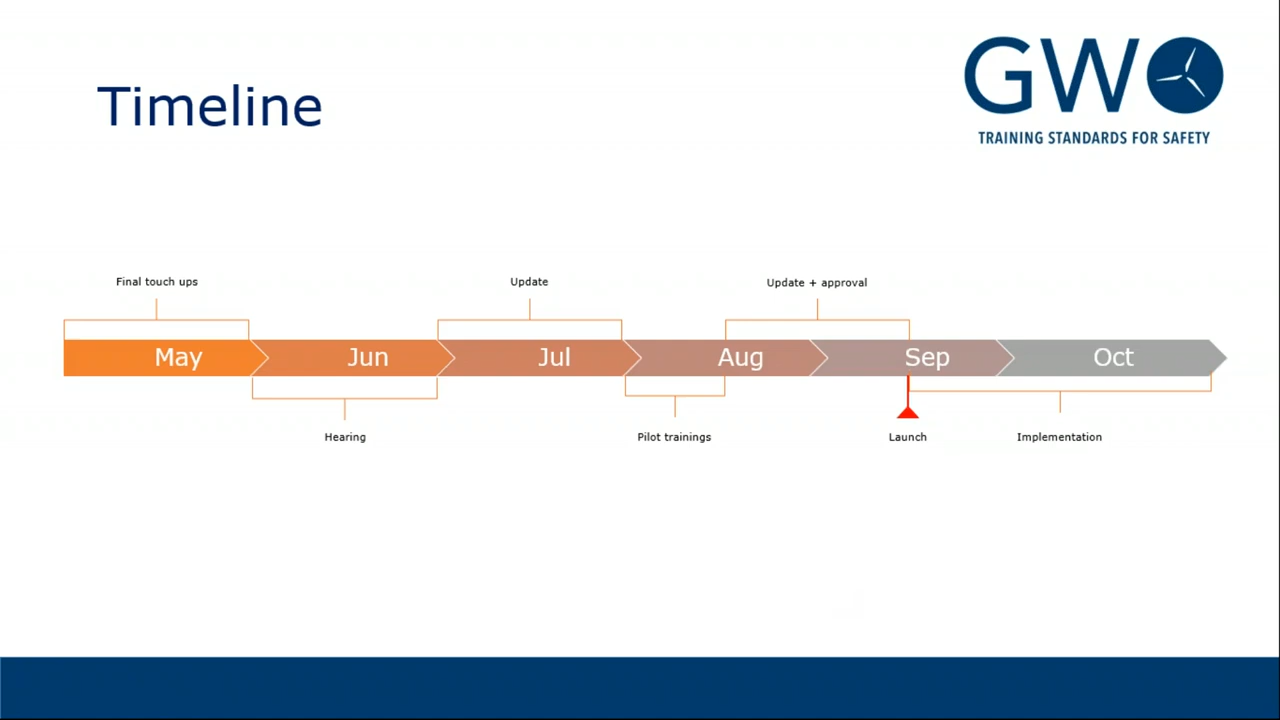 Timeline
GWO
TRAINING STANDARDS FOR SAFETY
Final touch ups
Update
Update + approval
May
Jun
Jul
Aug
Sep
Oct
Hearing
Pilot trainings
Launch
Implementation